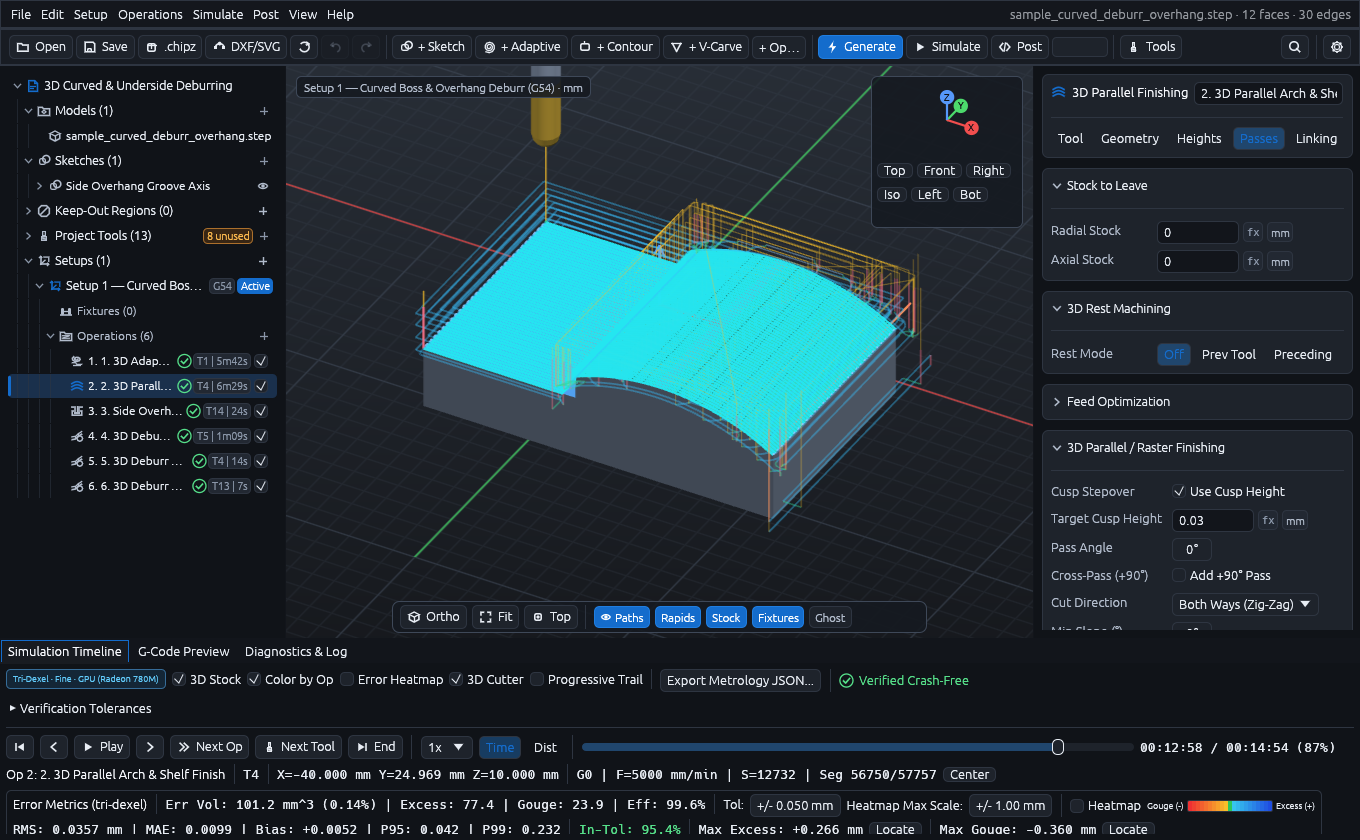 File Edit Setup Operations Simulate Post View Help
sample_curved_deburr_overhang.step · 12 faces · 30 edges
Open Save .chipz DXF/SVG + Sketch + Adaptive + Contour + V-Carve + Op... Generate Simulate Post Tools
3D Curved & Underside Deburring
Models (1) +
sample_curved_deburr_overhang.step
Sketches (1) +
Side Overhang Groove Axis
Keep-Out Regions (0) +
Project Tools (13) 8 unused +
Setups (1) +
Setup 1 — Curved Bos... G54 Active
Fixtures (0)
Operations (6) +
1. 1. 3D Adap... T1 | 5m42s
2. 2. 3D Parall... T4 | 6m29s
3. 3. Side Overh... T14 | 24s
4. 4. 3D Debu... T5 | 1m09s
5. 5. 3D Deburr ... T4 | 14s
6. 6. 3D Deburr ... T13 | 7s
Setup 1 — Curved Boss & Overhang Deburr (G54) · mm
Z
Y
X
Top Front Right
Iso Left Bot
Ortho Fit Top Paths Rapids Stock Fixtures Ghost
3D Parallel Finishing 2. 3D Parallel Arch & She
Tool Geometry Heights Passes Linking
Stock to Leave
Radial Stock 0 fx mm
Axial Stock 0 fx mm
3D Rest Machining
Rest Mode Off Prev Tool Preceding
Feed Optimization
3D Parallel / Raster Finishing
Cusp Stepover Use Cusp Height
Target Cusp Height 0.03 fx mm
Pass Angle 0°
Cross-Pass (+90°) Add +90° Pass
Cut Direction Both Ways (Zig-Zag)
Simulation Timeline G-Code Preview Diagnostics & Log
Tri-Dexel · Fine · GPU (Radeon 780M) 3D Stock Color by Op Error Heatmap 3D Cutter Progressive Trail Export Metrology JSON... Verified Crash-Free
Verification Tolerances
Play Next Op Next Tool End 1x Time Dist 00:12:58 / 00:14:54 (87%)
Op 2: 2. 3D Parallel Arch & Shelf Finish T4 X=-40.000 mm Y=24.969 mm Z=10.000 mm G0 | F=5000 mm/min | S=12732 | Seg 56750/57757 Center
Error Metrics (tri-dexel) Err Vol: 101.2 mm^3 (0.14%) | Excess: 77.4 | Gouge: 23.9 | Eff: 99.6% Tol: +/- 0.050 mm Heatmap Max Scale: +/- 1.00 mm Heatmap Gouge (-) Excess (+)
RMS: 0.0357 mm | MAE: 0.0099 | Bias: +0.0052 | P95: 0.042 | P99: 0.232 In-Tol: 95.4% Max Excess: +0.266 mm Locate Max Gouge: -0.360 mm Locate